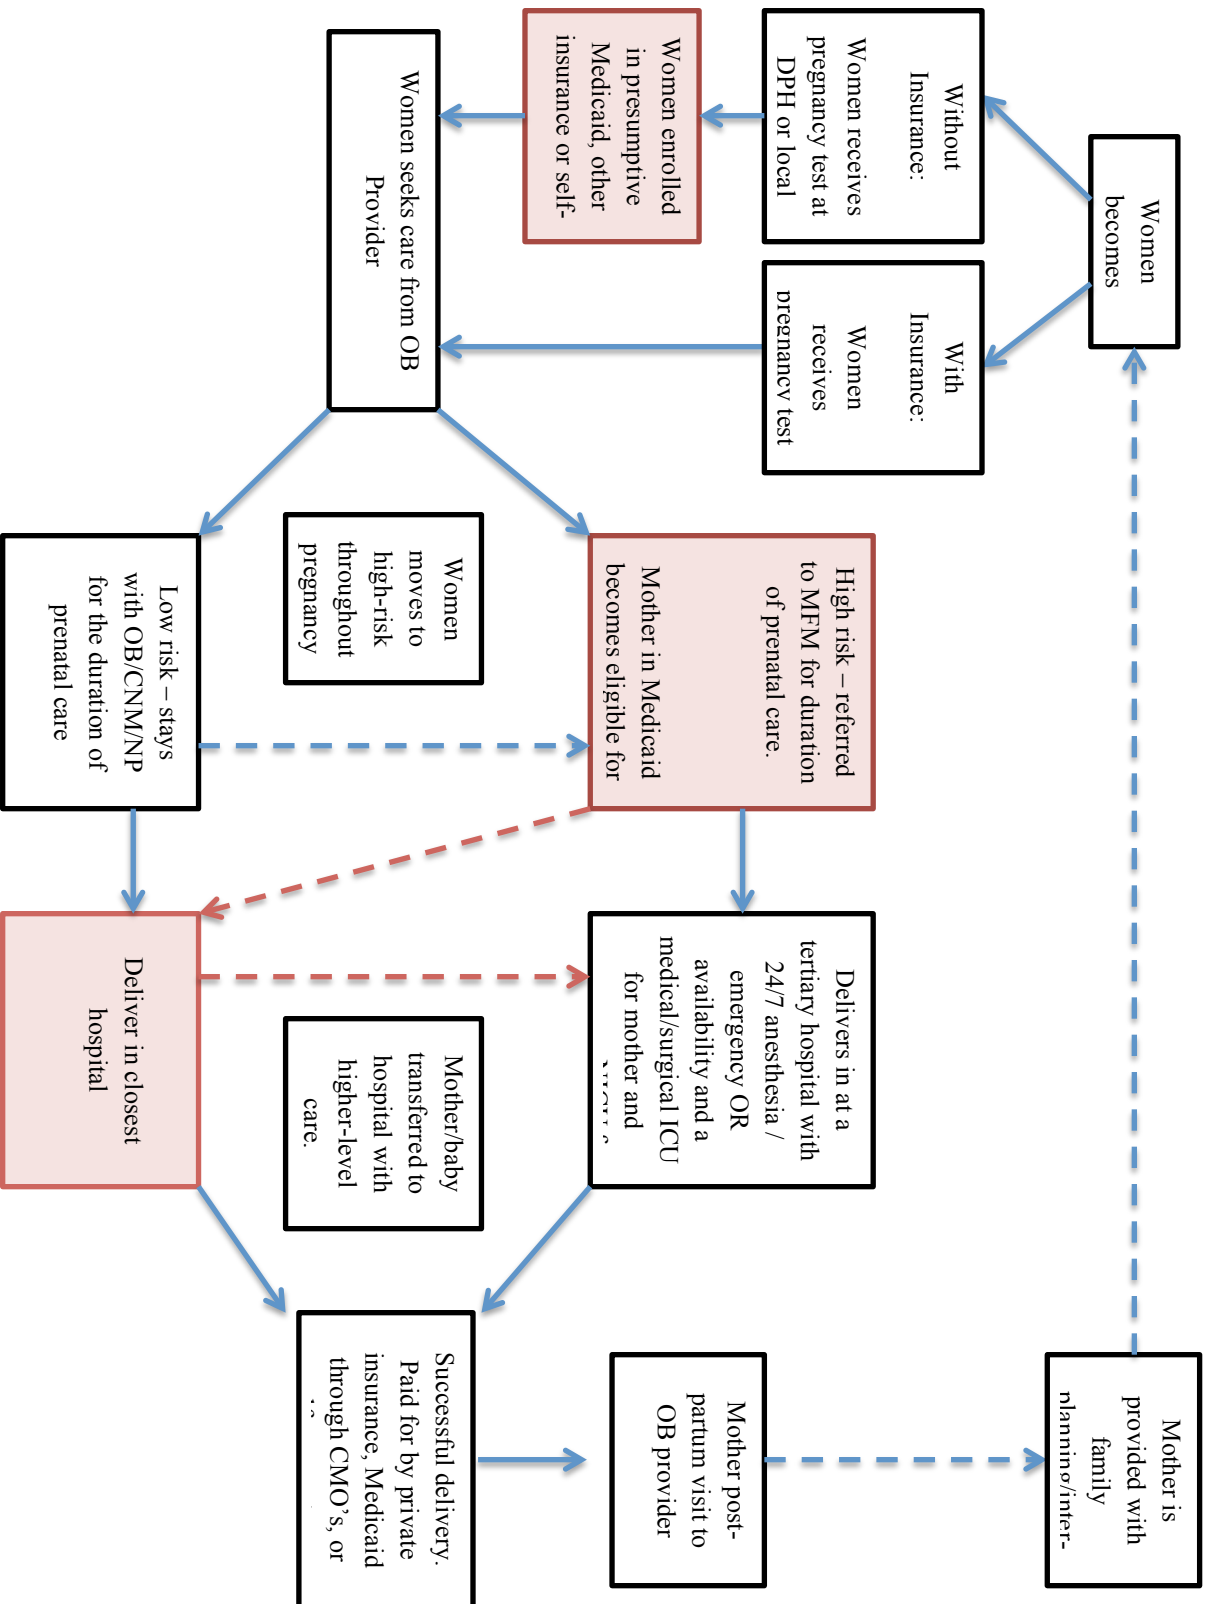 Women
becomes
Without
Insurance:
Women receives
pregnancy test at
DPH or local
With
Insurance:
Women
receives
pregnancy test
Women enrolled
in presumptive
Medicaid, other
insurance or self-
Women seeks care from OB
Provider
High risk – referred
to MFM for duration
of prenatal care.
Mother in Medicaid
becomes eligible for
Women
moves to
high-risk
throughout
pregnancy
Low risk – stays
with OB/CNM/NP
for the duration of
prenatal care
Delivers in at a
tertiary hospital with
24/7 anesthesia /
emergency OR
availability and a
medical/surgical ICU
for mother and
Mother/baby
transferred to
hospital with
higher-level
care.
Deliver in closest
hospital
Successful delivery.
Paid for by private
insurance, Medicaid
through CMO’s, or
Mother post-
partum visit to
OB provider
Mother is
provided with
family
planning/inter-